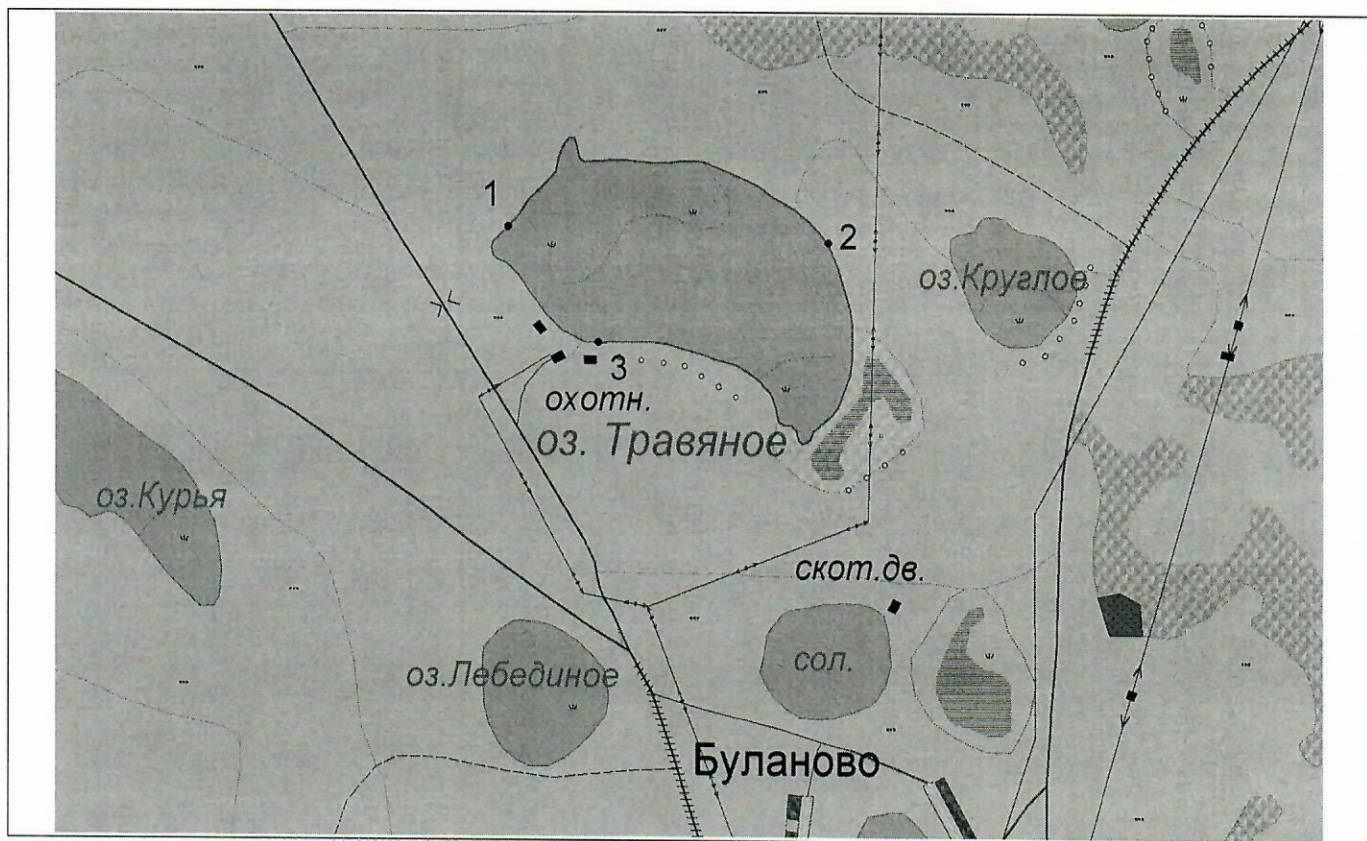 1
2
оз.Круглое
3
охотн.
оз. Травяное
оз.Курья
скот.дв.
оз.Лебединое
сол.
Буланово